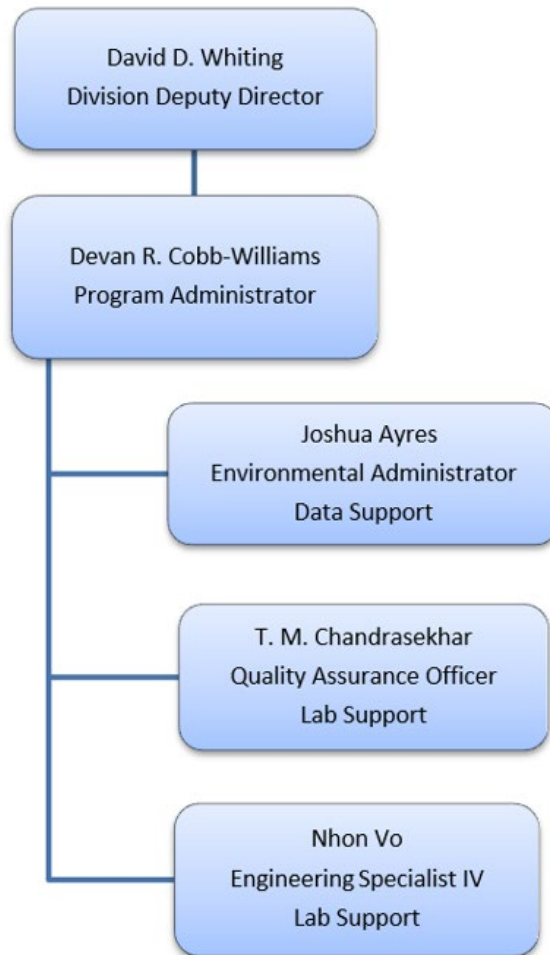 David D. Whiting
Division Deputy Director
Devan R. Cobb-Williams
Program Administrator
Joshua Ayres
Environmental Administrator
Data Support
T. M. Chandrasekhar
Quality Assurance Officer
Lab Support
Nhon Vo
Engineering Specialist IV
Lab Support